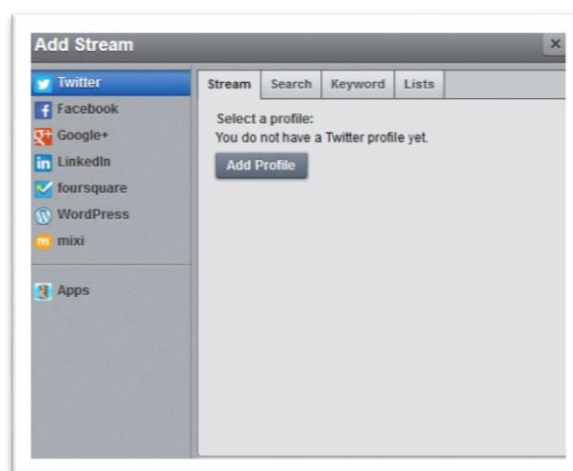 Add Stream
Twitter
Facebook
Google+
LinkedIn
foursquare
WordPress
mixi
Apps
Stream Search Keyword Lists
Select a profile:
You do not have a Twitter profile yet.
Add Profile